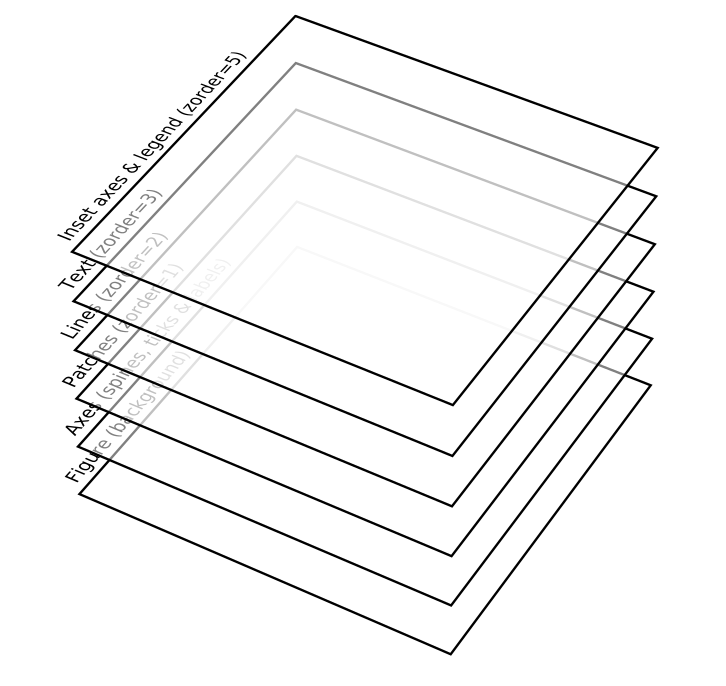 Inset axes & legend (zorder=5)
Text (zorder=3)
Lines (zorder=2)
Patches (zorder=1)
Axes (spines, ticks & labels)
Figure (background)